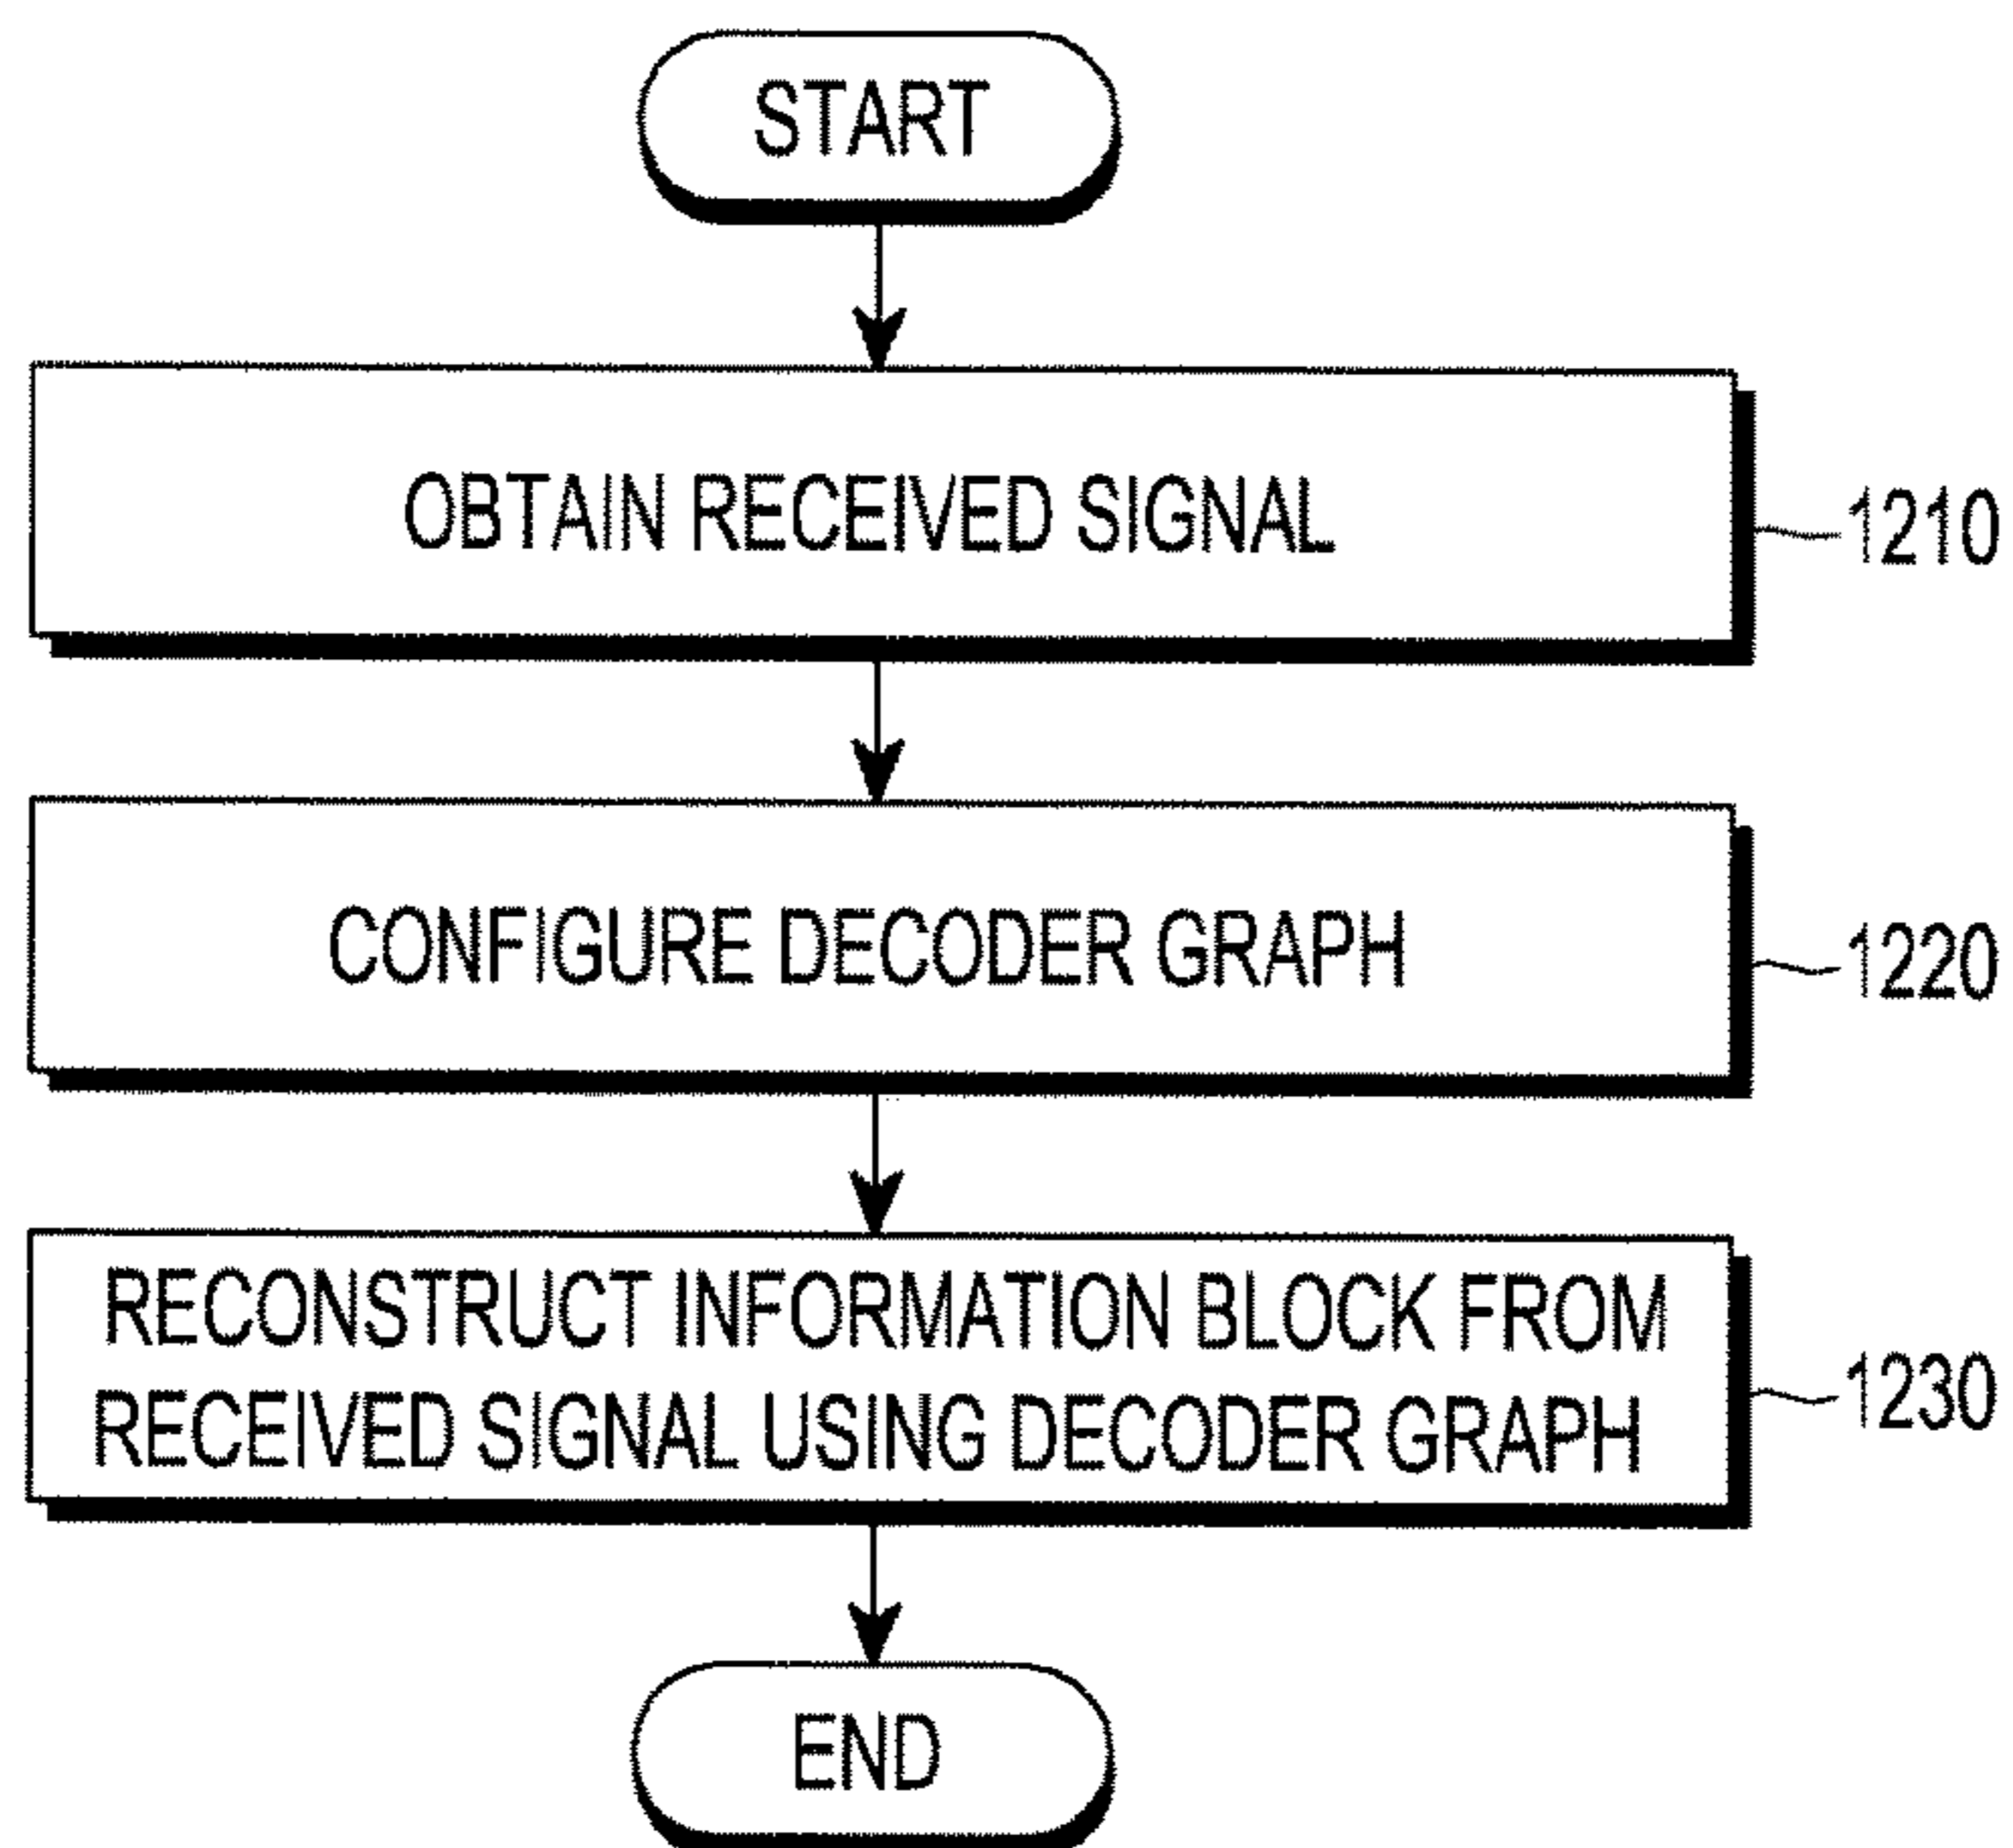 START
OBTAIN RECEIVED SIGNAL
1210
CONFIGURE DECODER GRAPH
1220
RECONSTRUCT INFORMATION BLOCK FROM
RECEIVED SIGNAL USING DECODER GRAPH
1230
END